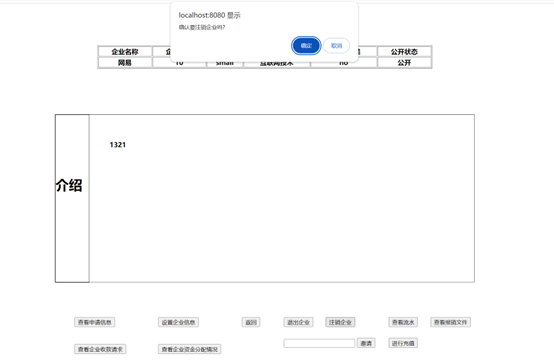 localhost:8080 显示
确认要注销企业吗?
确定 取消
企业名称 公开状态
网易 10 small 互联网技术 no 公开
1321
介绍
查看申请信息 设置企业信息 返回 退出企业 注销企业 查看流水 查看报销文件
查看企业收款请求 查看企业资金分配情况 邀请 进行充值